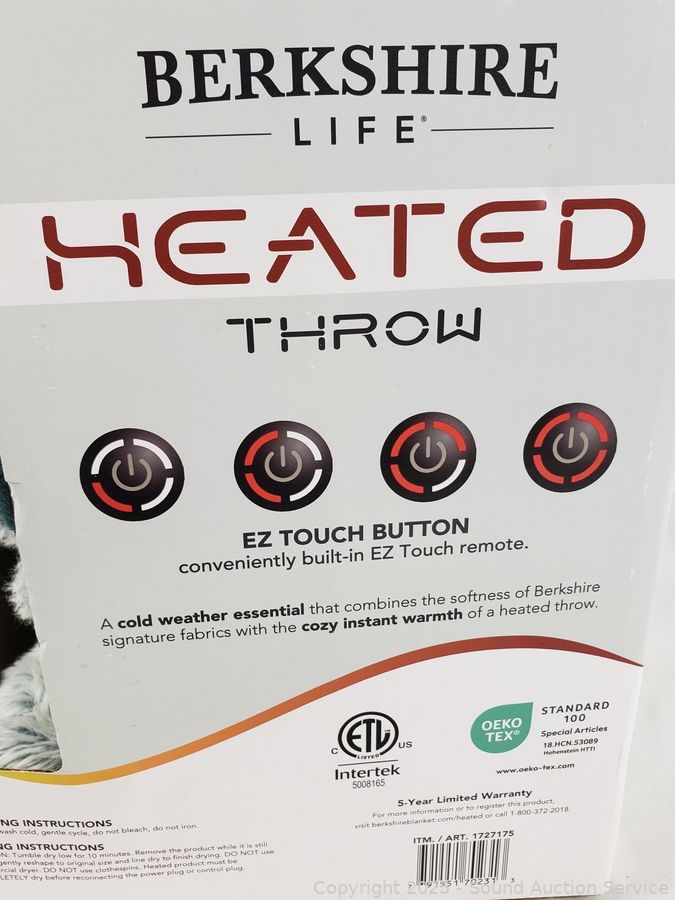 BERKSHIRE
LIFE®
HEATED
THROW
EZ TOUCH BUTTON
conveniently built-in EZ Touch remote.
A cold weather essential that combines the softness of Berkshire
signature fabrics with the cozy instant warmth of a heated throw.
C ETL US
LISTED
Intertek
5008165
OEKO
TEX®
STANDARD
100
Special Articles
18.HCN.53089
Hohenstein HTTI
www.oeko-tex.com
5-Year Limited Warranty
For more information or to register this product,
visit berkshireblanket.com/heated or call 1-800-372-2018.
ITM. / ART. 1727175
NG INSTRUCTIONS
wash cold, gentle cycle, do not bleach, do not iron.
NG INSTRUCTIONS
N: Tumble dry low for 10 minutes. Remove the product while it is still
gently reshape to original size and line dry to finish drying. DO NOT use
cial dryer. DO NOT use clothespins. Heated product must be
LETELY dry before reconnecting the power plug or control plug.
Copyright 2023 - Sound Auction Service